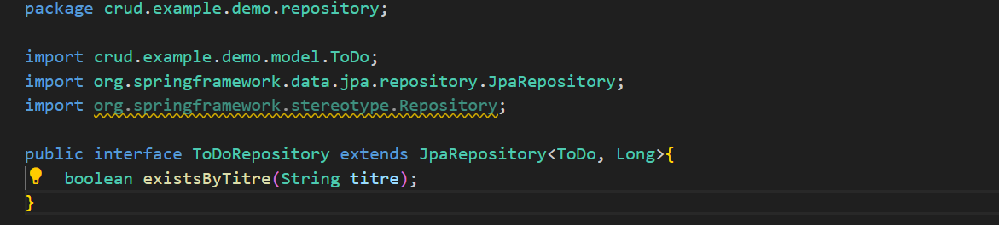 package crud.example.demo.repository;
import crud.example.demo.model.ToDo;
import org.springframework.data.jpa.repository.JpaRepository;
import org.springframework.stereotype.Repository;
public interface ToDoRepository extends JpaRepository<ToDo, Long>{
boolean existsByTitre(String titre);
}